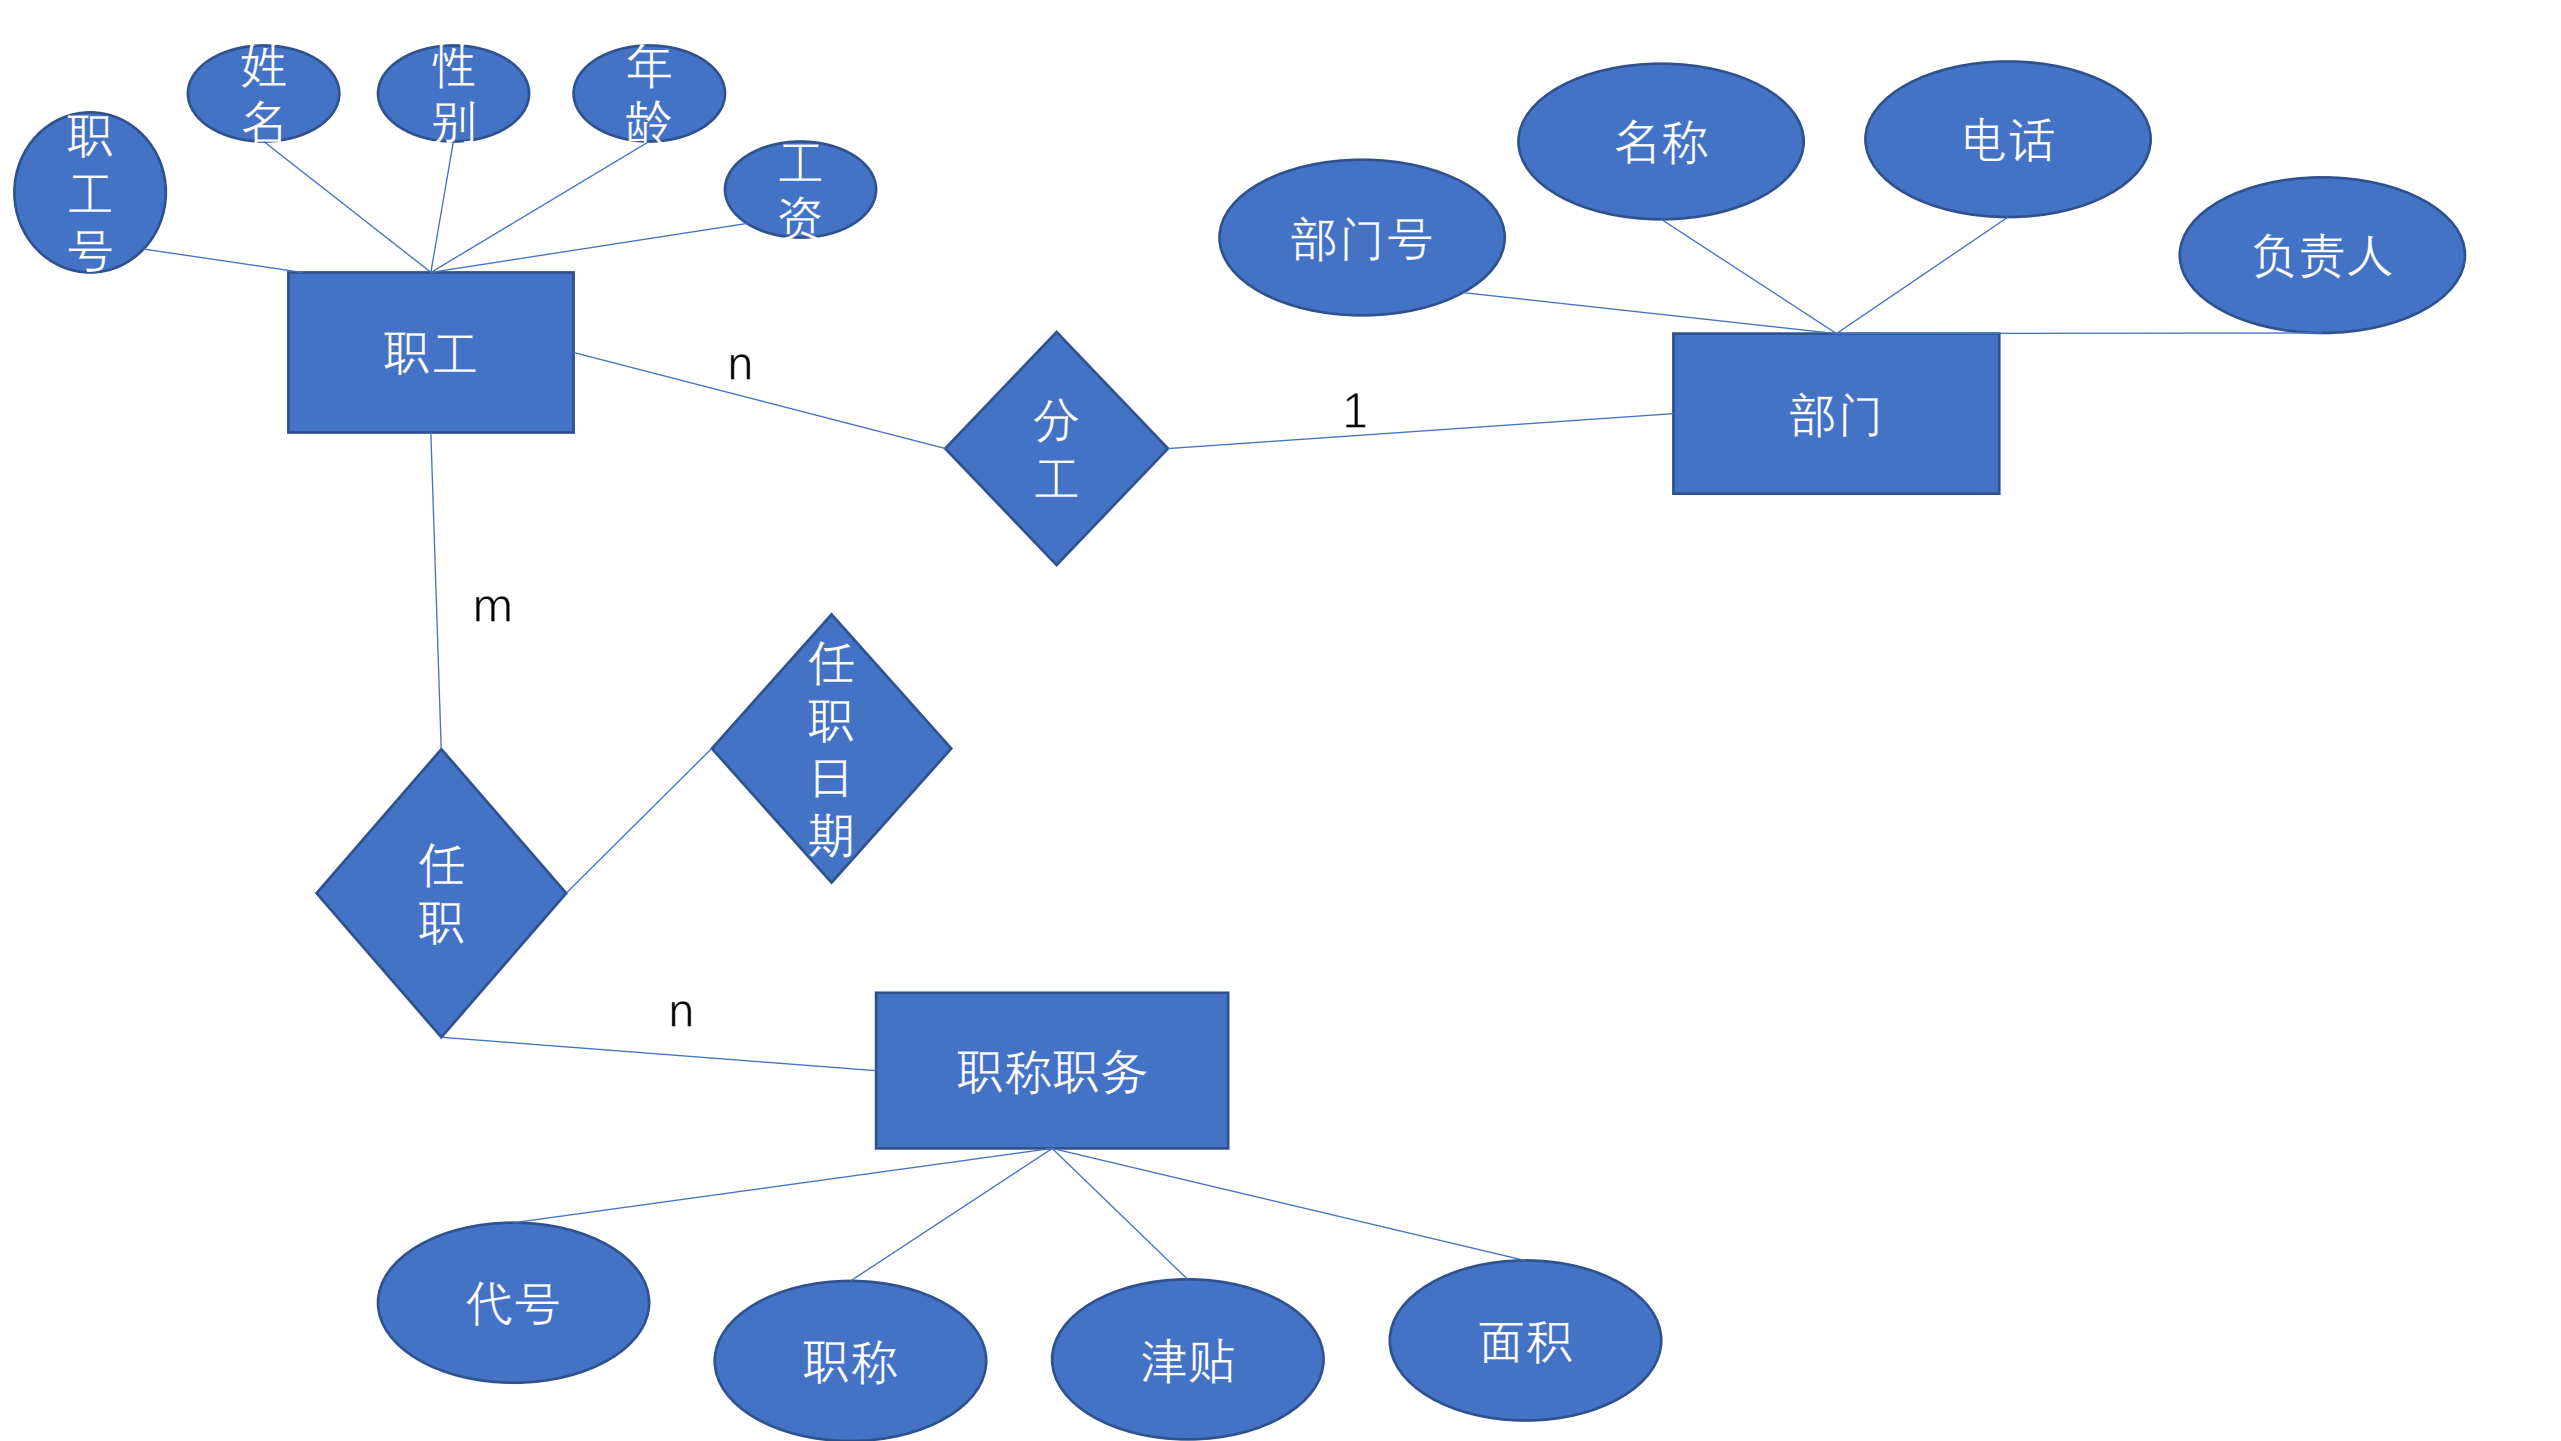 姓
名
性
别
年
龄
职
工
号
工
资
名称
电话
部门号
负责人
职工
n
分
工
1
部门
m
任
职
日
期
任
职
n
职称职务
代号
职称
津贴
面积